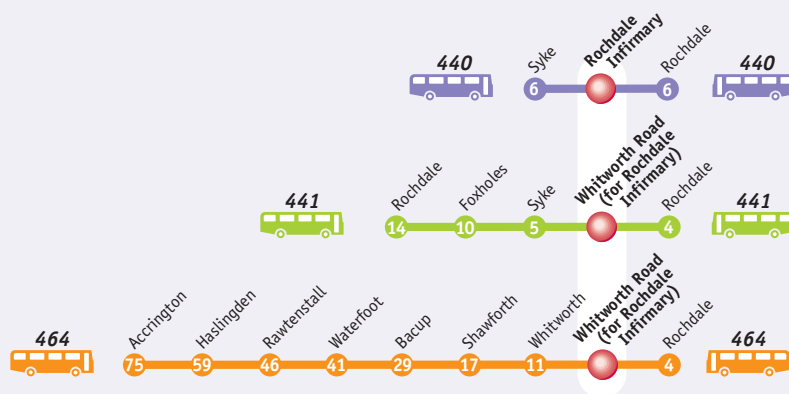 440
Syke
Rochdale
Infirmary
Rochdale
440
6
6
441
Rochdale
Foxholes
Syke
Whitworth Road
(for Rochdale
Infirmary)
Rochdale
441
14
10
5
4
464
Accrington
Haslingden
Rawtenstall
Waterfoot
Bacup
Shawforth
Whitworth
Whitworth Road
(for Rochdale
Infirmary)
Rochdale
464
75
59
46
41
29
17
11
4